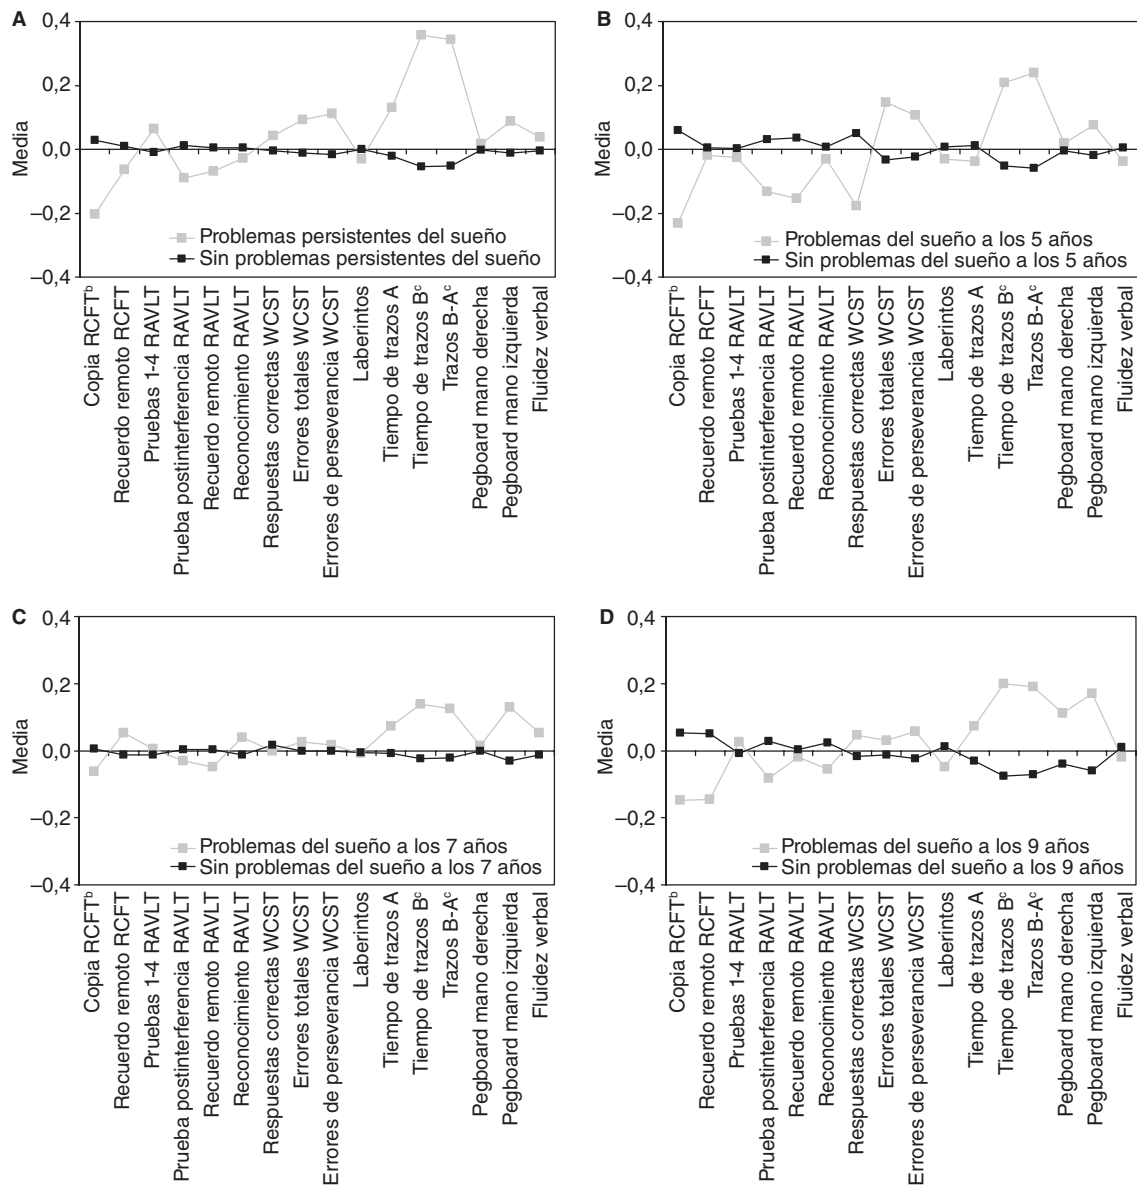 A
0,4
0,2
0,0
–0,2
–0,4
Media
Problemas persistentes del sueño
Sin problemas persistentes del sueño
Copia RCFTᵇ
Recuerdo remoto RCFT
Pruebas 1-4 RAVLT
Prueba postinterferencia RAVLT
Recuerdo remoto RAVLT
Reconocimiento RAVLT
Respuestas correctas WCST
Errores totales WCST
Errores de perseverancia WCST
Laberintos
Tiempo de trazos A
Tiempo de trazos Bᶜ
Trazos B-Aᶜ
Pegboard mano derecha
Pegboard mano izquierda
Fluidez verbal
B
0,4
0,2
0,0
–0,2
–0,4
Media
Problemas del sueño a los 5 años
Sin problemas del sueño a los 5 años
Copia RCFTᵇ
Recuerdo remoto RCFT
Pruebas 1-4 RAVLT
Prueba postinterferencia RAVLT
Recuerdo remoto RAVLT
Reconocimiento RAVLT
Respuestas correctas WCST
Errores totales WCST
Errores de perseverancia WCST
Laberintos
Tiempo de trazos A
Tiempo de trazos Bᶜ
Trazos B-Aᶜ
Pegboard mano derecha
Pegboard mano izquierda
Fluidez verbal
C
0,4
0,2
0,0
–0,2
–0,4
Media
Problemas del sueño a los 7 años
Sin problemas del sueño a los 7 años
Copia RCFTᵇ
Recuerdo remoto RCFT
Pruebas 1-4 RAVLT
Prueba postinterferencia RAVLT
Recuerdo remoto RAVLT
Reconocimiento RAVLT
Respuestas correctas WCST
Errores totales WCST
Errores de perseverancia WCST
Laberintos
Tiempo de trazos A
Tiempo de trazos Bᶜ
Trazos B-Aᶜ
Pegboard mano derecha
Pegboard mano izquierda
Fluidez verbal
D
0,4
0,2
0,0
–0,2
–0,4
Media
Problemas del sueño a los 9 años
Sin problemas del sueño a los 9 años
Copia RCFTᵇ
Recuerdo remoto RCFT
Pruebas 1-4 RAVLT
Prueba postinterferencia RAVLT
Recuerdo remoto RAVLT
Reconocimiento RAVLT
Respuestas correctas WCST
Errores totales WCST
Errores de perseverancia WCST
Laberintos
Tiempo de trazos A
Tiempo de trazos Bᶜ
Trazos B-Aᶜ
Pegboard mano derecha
Pegboard mano izquierda
Fluidez verbal